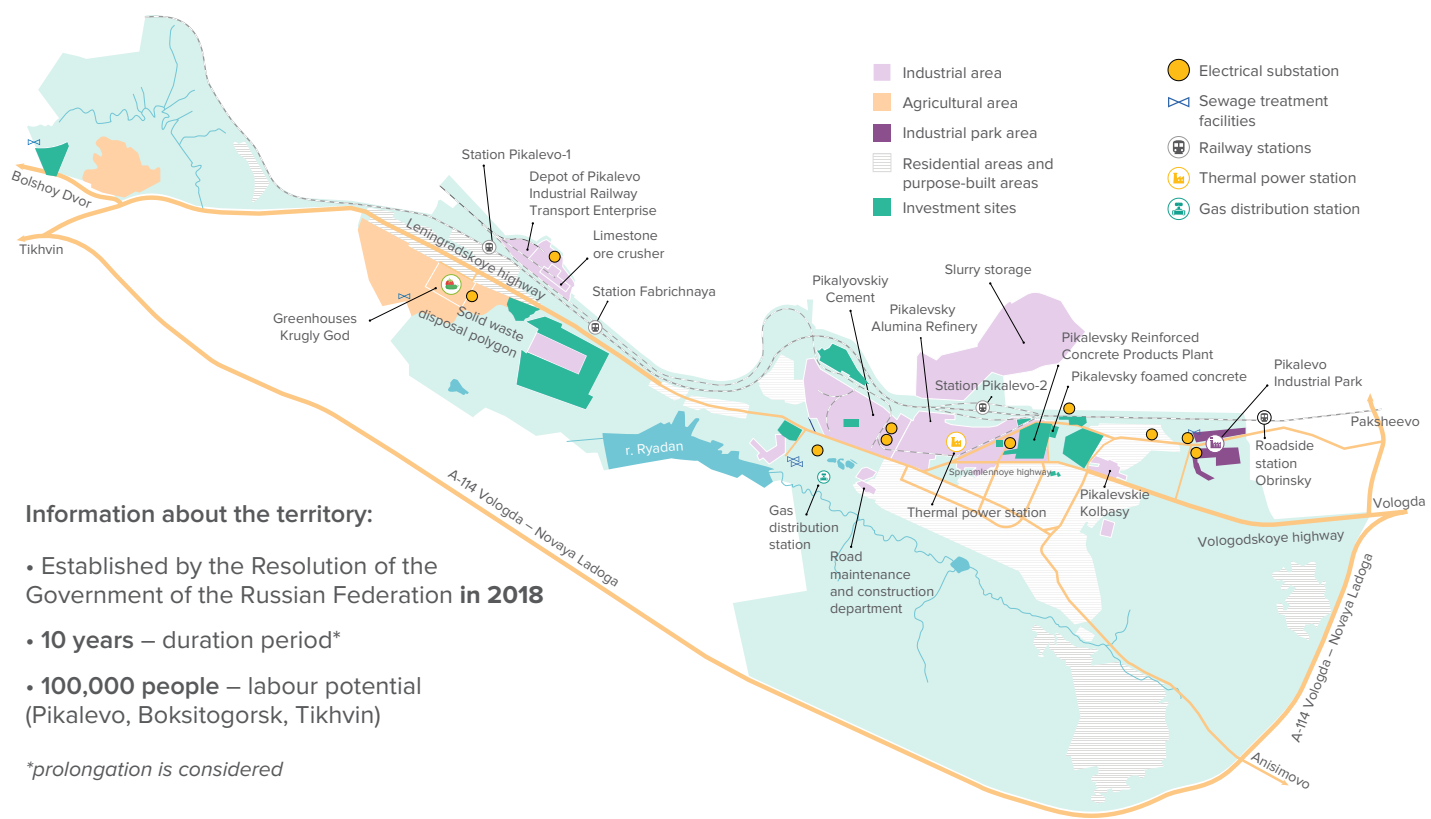 Industrial area
Agricultural area
Industrial park area
Residential areas and
purpose-built areas
Investment sites
Electrical substation
Sewage treatment
facilities
Railway stations
Thermal power station
Gas distribution station
Bolshoy Dvor
Tikhvin
Station Pikalevo-1
Depot of Pikalevo
Industrial Railway
Transport Enterprise
Limestone
ore crusher
Leningradskoye highway
Station Fabrichnaya
Greenhouses
Krugly God
Solid waste
disposal polygon
Pikalyovskiy
Cement
Pikalevsky
Alumina Refinery
Slurry storage
Pikalevsky Reinforced
Concrete Products Plant
Pikalevsky foamed concrete
Station Pikalevo-2
Pikalevo
Industrial Park
Paksheevo
Roadside
station
Obrinsky
r. Ryadan
Spryamlennoye highway
Pikalevskie
Kolbasy
Vologda
Vologodskoye highway
Gas
distribution
station
Thermal power station
Road
maintenance
and construction
department
A-114 Vologda – Novaya Ladoga
A-114 Vologda – Novaya Ladoga
Anisimovo
Information about the territory:
• Established by the Resolution of the
Government of the Russian Federation in 2018
• 10 years – duration period*
• 100,000 people – labour potential
(Pikalevo, Boksitogorsk, Tikhvin)
*prolongation is considered